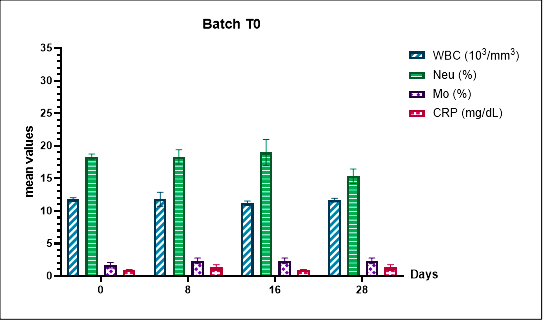 Batch T0
mean values
35
30
25
20
15
10
5
0
0 8 16 28
Days
WBC (10³/mm³)
Neu (%)
Mo (%)
CRP (mg/dL)